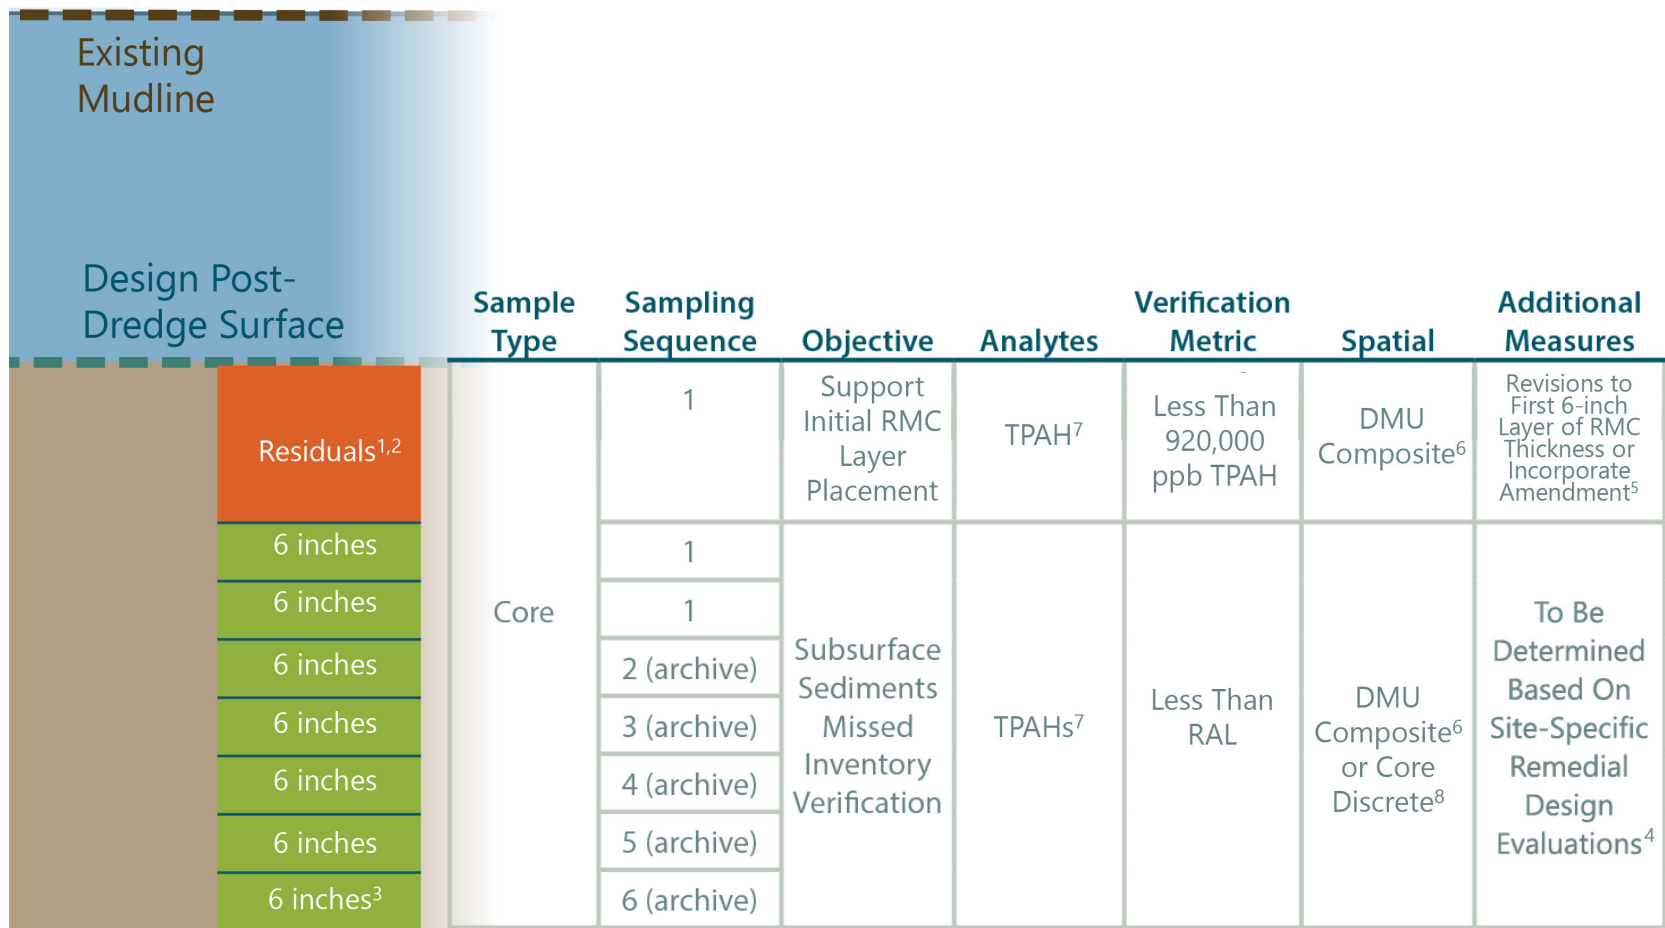 Existing
Mudline
Design Post-
Dredge Surface
Sample
Type
Sampling
Sequence
Objective
Analytes
Verification
Metric
Spatial
Additional
Measures
Residuals1,2
6 inches
6 inches
6 inches
6 inches
6 inches
6 inches
6 inches3
Core
1
1
1
2 (archive)
3 (archive)
4 (archive)
5 (archive)
6 (archive)
Support
Initial RMC
Layer
Placement
TPAH7
Less Than
920,000
ppb TPAH
DMU
Composite6
Revisions to
First 6-inch
Layer of RMC
Thickness or
Incorporate
Amendment5
Subsurface
Sediments
Missed
Inventory
Verification
TPAHs7
Less Than
RAL
DMU
Composite6
or Core
Discrete8
To Be
Determined
Based On
Site-Specific
Remedial
Design
Evaluations4